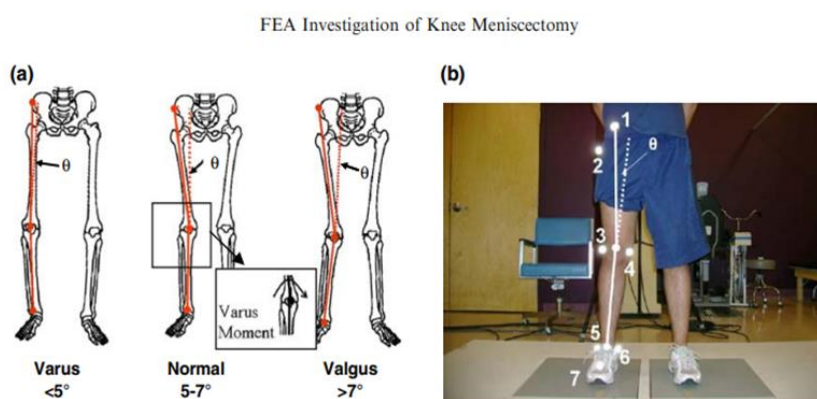 FEA Investigation of Knee Meniscectomy
(a)
θ
θ
θ
Varus
Moment
Varus
<5°
Normal
5-7°
Valgus
>7°
(b)
1
2
θ
3
4
5
6
7